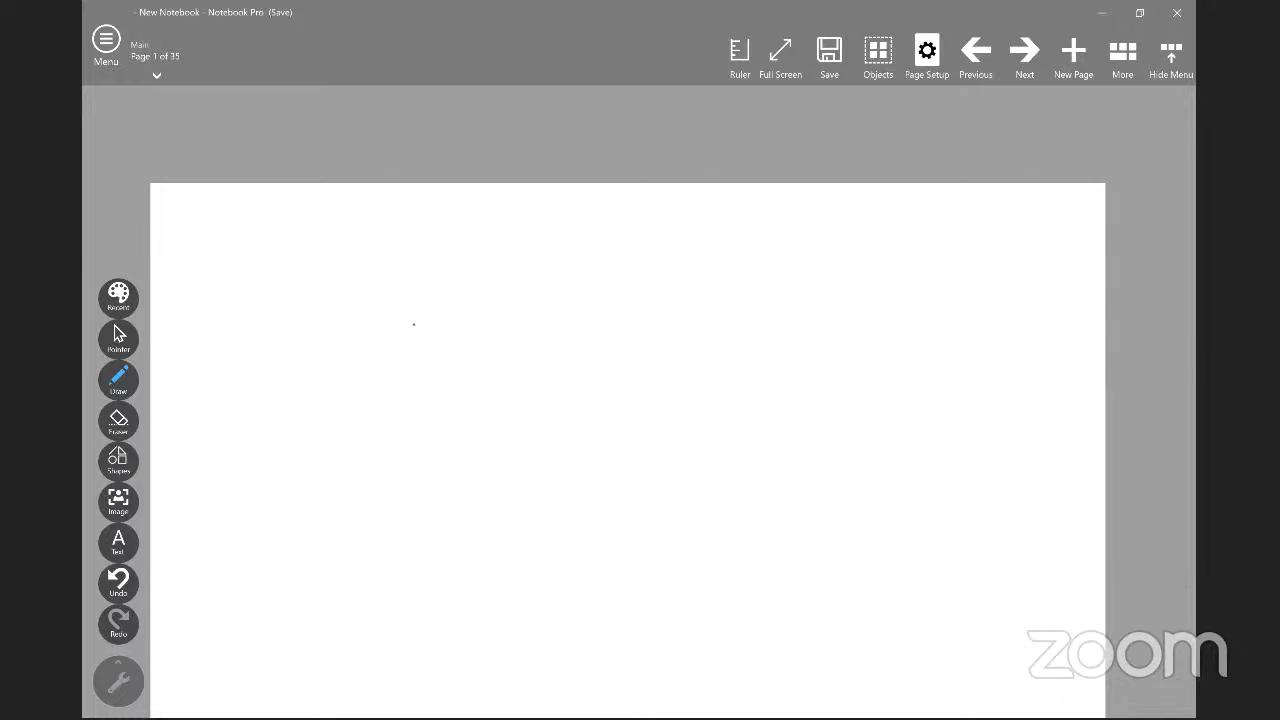 - New Notebook - Notebook Pro (Save)
Menu
Main
Page 1 of 35
Ruler
Full Screen
Save
Objects
Page Setup
Previous
Next
New Page
More
Hide Menu
Recent
Pointer
Draw
Eraser
Shapes
Image
A
Text
Undo
Redo
zoom